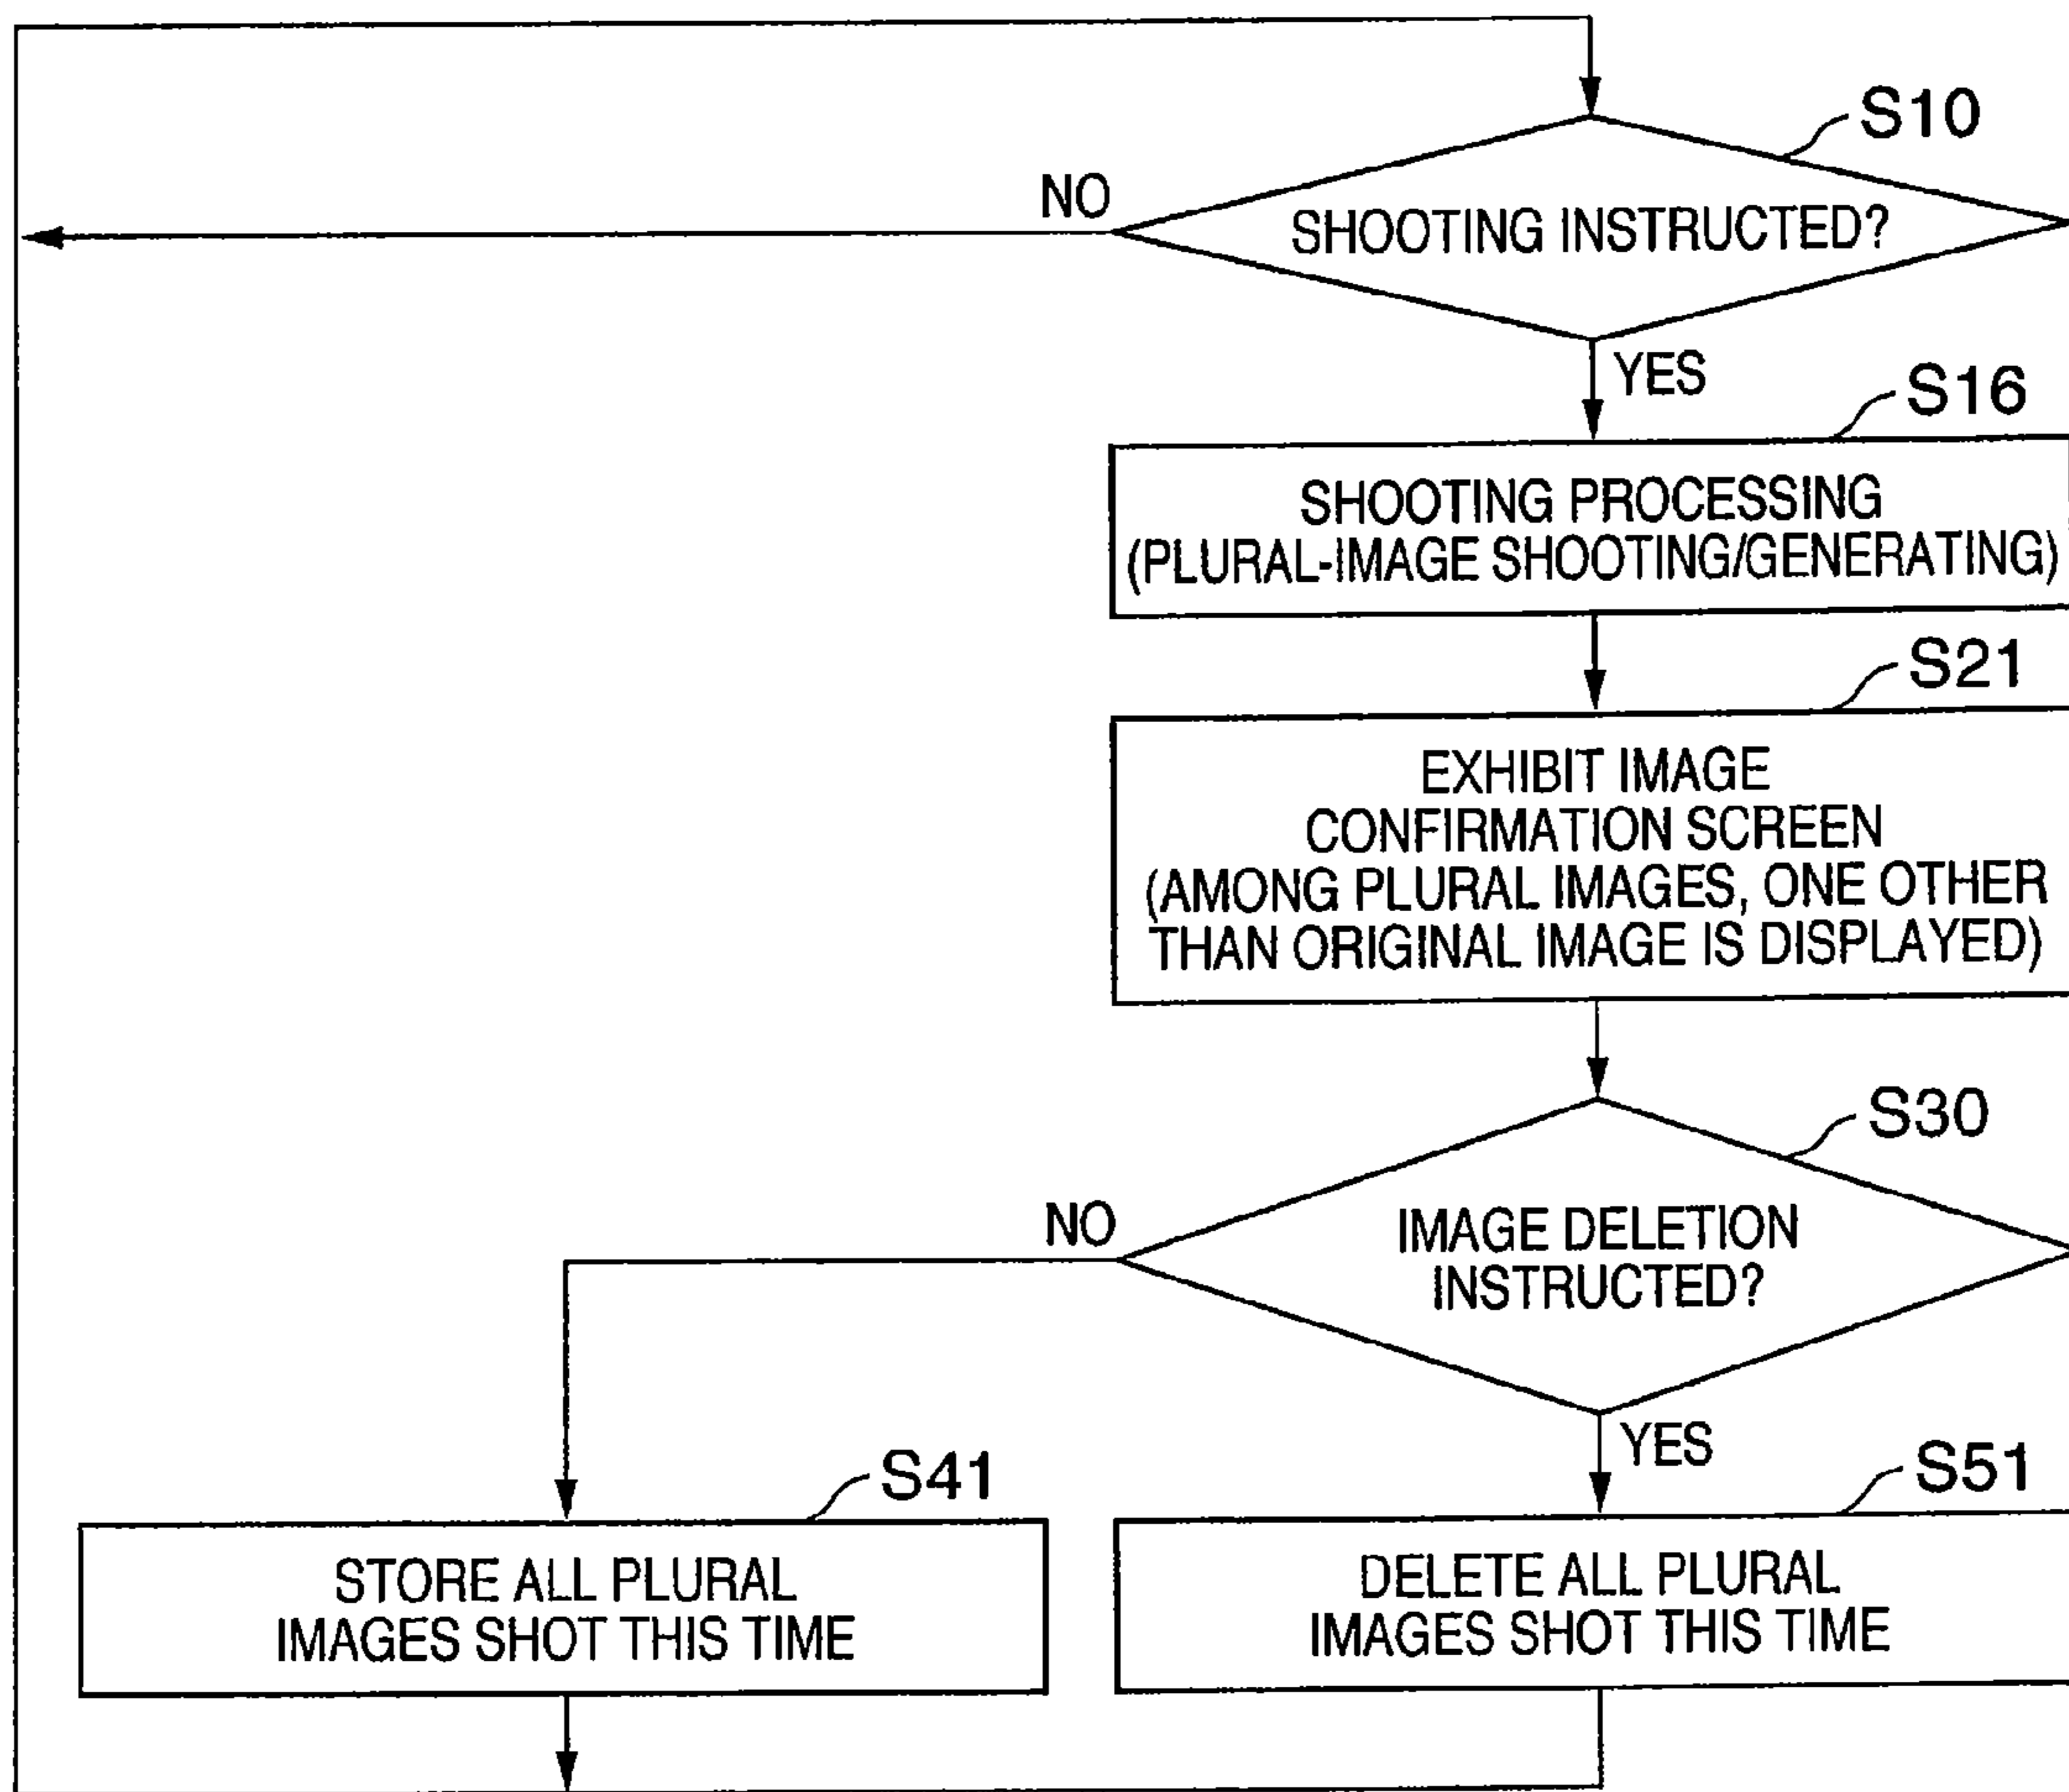 S10
NO
SHOOTING INSTRUCTED?
YES
S16
SHOOTING PROCESSING
(PLURAL-IMAGE SHOOTING/GENERATING)
S21
EXHIBIT IMAGE
CONFIRMATION SCREEN
(AMONG PLURAL IMAGES, ONE OTHER
THAN ORIGINAL IMAGE IS DISPLAYED)
S30
NO
IMAGE DELETION
INSTRUCTED?
YES
S41
STORE ALL PLURAL
IMAGES SHOT THIS TIME
S51
DELETE ALL PLURAL
IMAGES SHOT THIS TIME